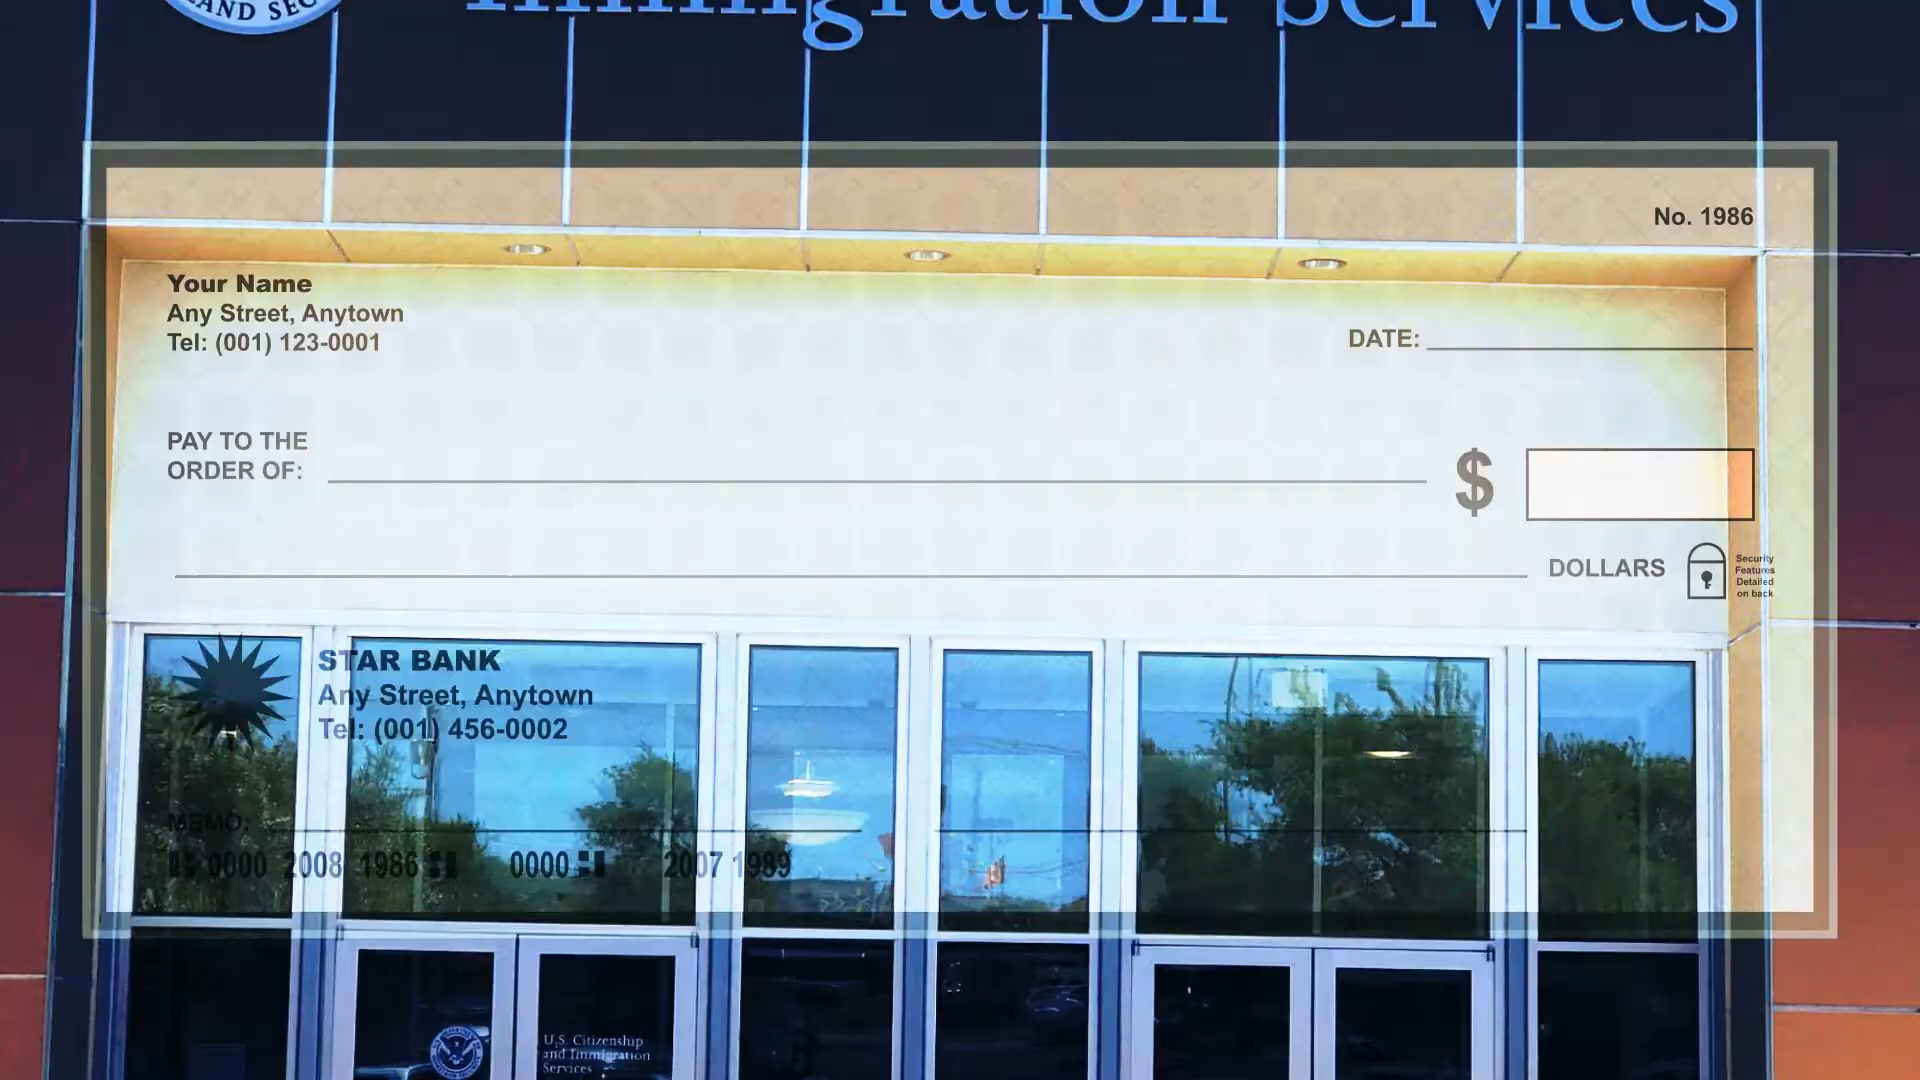 LAND SEC
Immigration Services
No. 1986
Your Name
Any Street, Anytown
Tel: (001) 123-0001
DATE:
PAY TO THE
ORDER OF:
$
DOLLARS
Security
Features
Detailed
on back
STAR BANK
Any Street, Anytown
Tel: (001) 456-0002
MEMO:
⑆0000 2008 1986⑆ 0000⑆ 2007 1989
U.S. Citizenship
and Immigration
Services